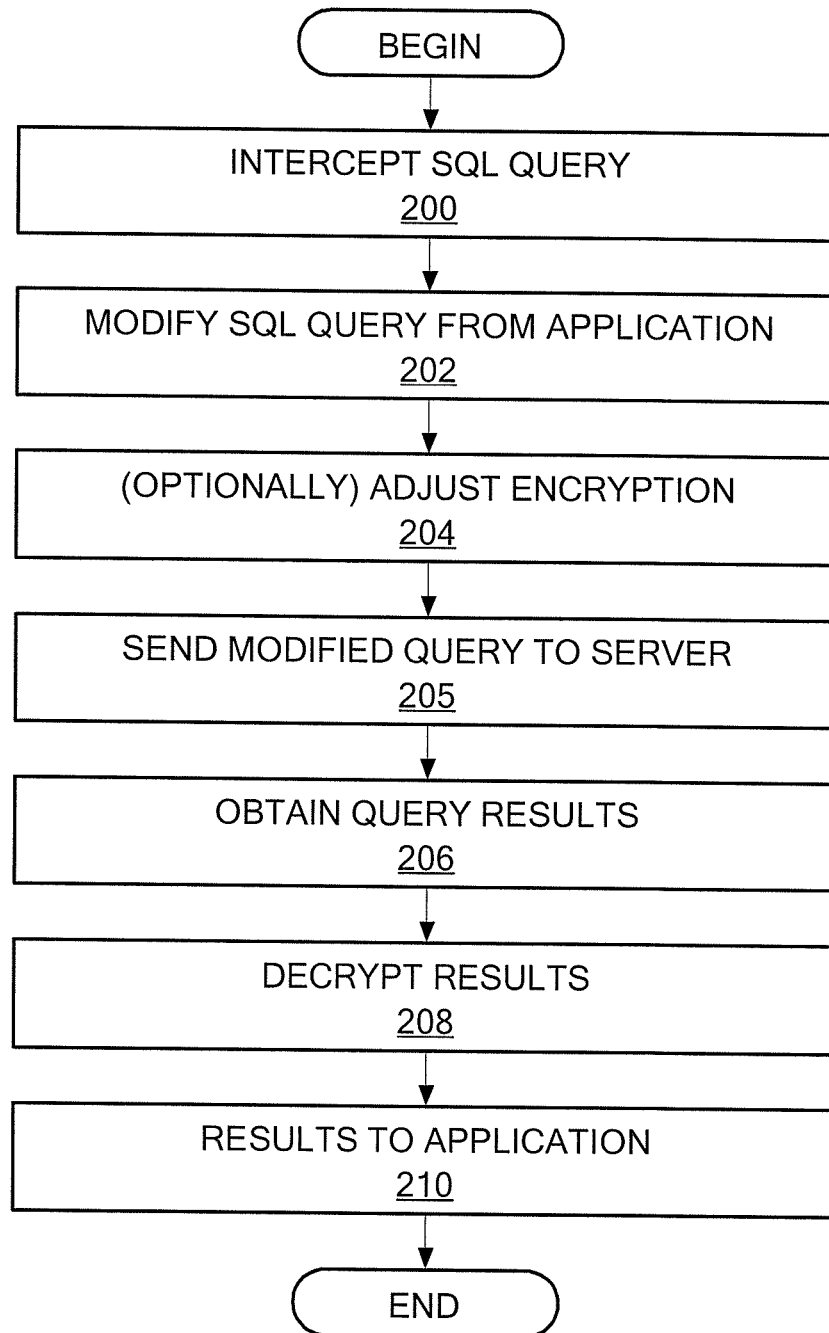 BEGIN
INTERCEPT SQL QUERY
200
MODIFY SQL QUERY FROM APPLICATION
202
(OPTIONALLY) ADJUST ENCRYPTION
204
SEND MODIFIED QUERY TO SERVER
205
OBTAIN QUERY RESULTS
206
DECRYPT RESULTS
208
RESULTS TO APPLICATION
210
END